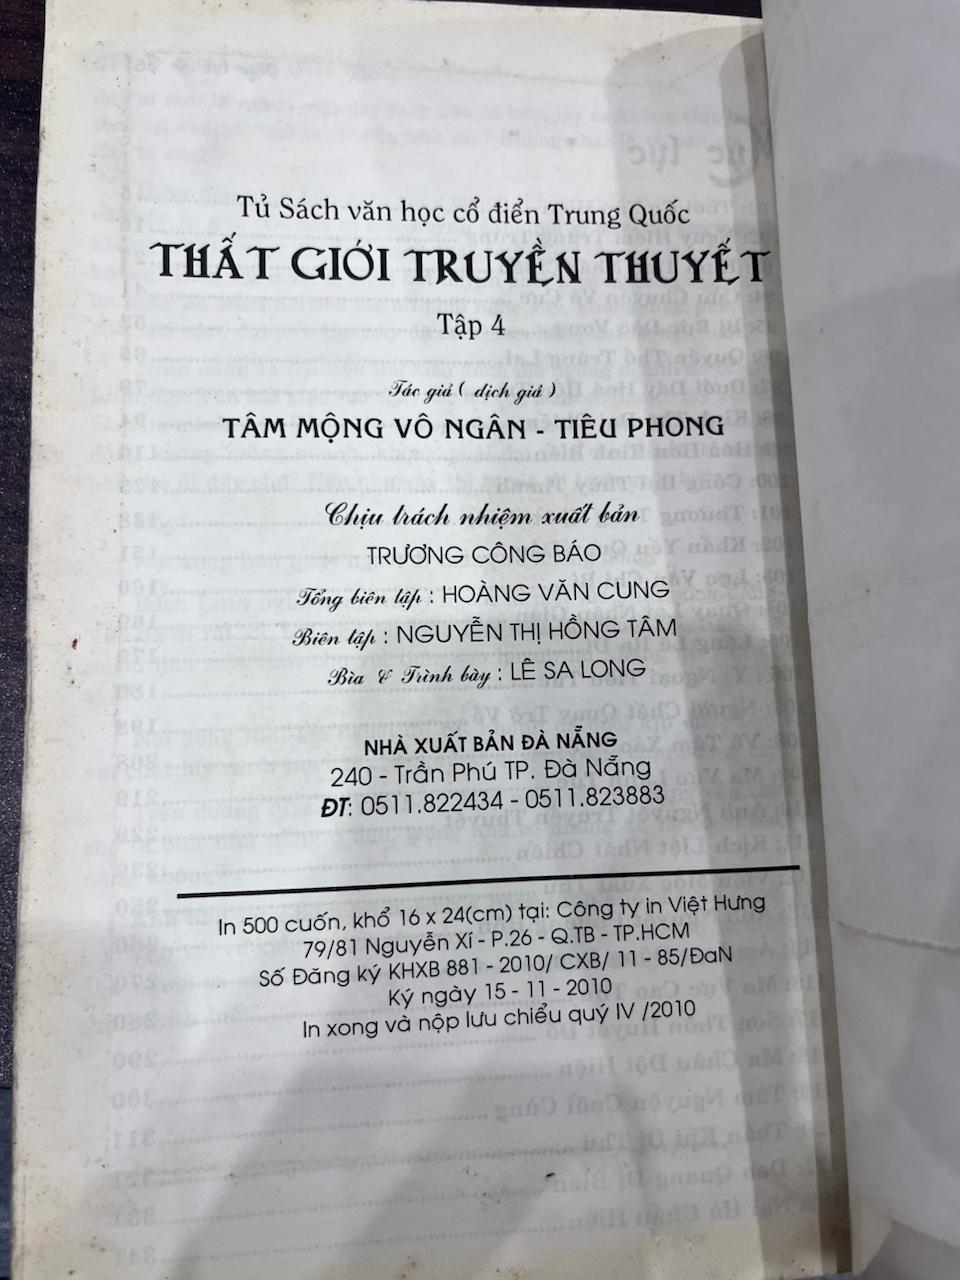 Tủ Sách văn học cổ điển Trung Quốc
THẤT GIỚI TRUYỀN THUYẾT
Tập 4
Tác giả ( dịch giả )
TÂM MỘNG VÔ NGÂN - TIÊU PHONG
Chịu trách nhiệm xuất bản
TRƯƠNG CÔNG BÁO
Tổng biên tập : HOÀNG VĂN CUNG
Biên tập : NGUYỄN THỊ HỒNG TÂM
Bìa & Trình bày : LÊ SA LONG
NHÀ XUẤT BẢN ĐÀ NẴNG
240 - Trần Phú TP. Đà Nẵng
ĐT: 0511.822434 - 0511.823883
In 500 cuốn, khổ 16 x 24(cm) tại: Công ty in Việt Hưng
79/81 Nguyễn Xí - P.26 - Q.TB - TP.HCM
Số Đăng ký KHXB 881 - 2010/ CXB/ 11 - 85/ĐaN
Ký ngày 15 - 11 - 2010
In xong và nộp lưu chiểu quý IV /2010